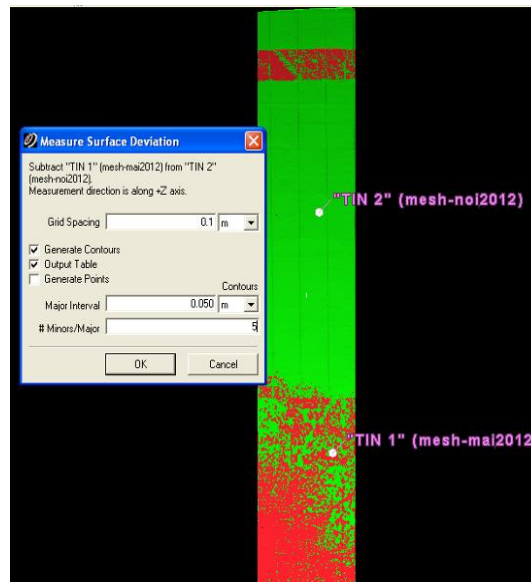 Measure Surface Deviation
Subtract "TIN 1" (mesh-mai2012) from "TIN 2"
(mesh-noi2012).
Measurement direction is along +Z axis.
Grid Spacing 0.1 m
Generate Contours
Output Table
Generate Points
Contours
Major Interval 0.050 m
# Minors/Major 5
OK Cancel
"TIN 2" (mesh-noi2012)
"TIN 1" (mesh-mai2012